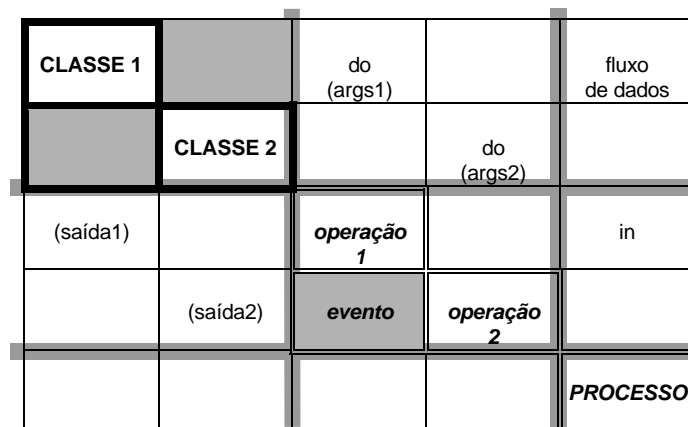 CLASSE 1
do
(args1)
fluxo
de dados
CLASSE 2
do
(args2)
(saída1)
operação
1
in
(saída2)
evento
operação
2
PROCESSO